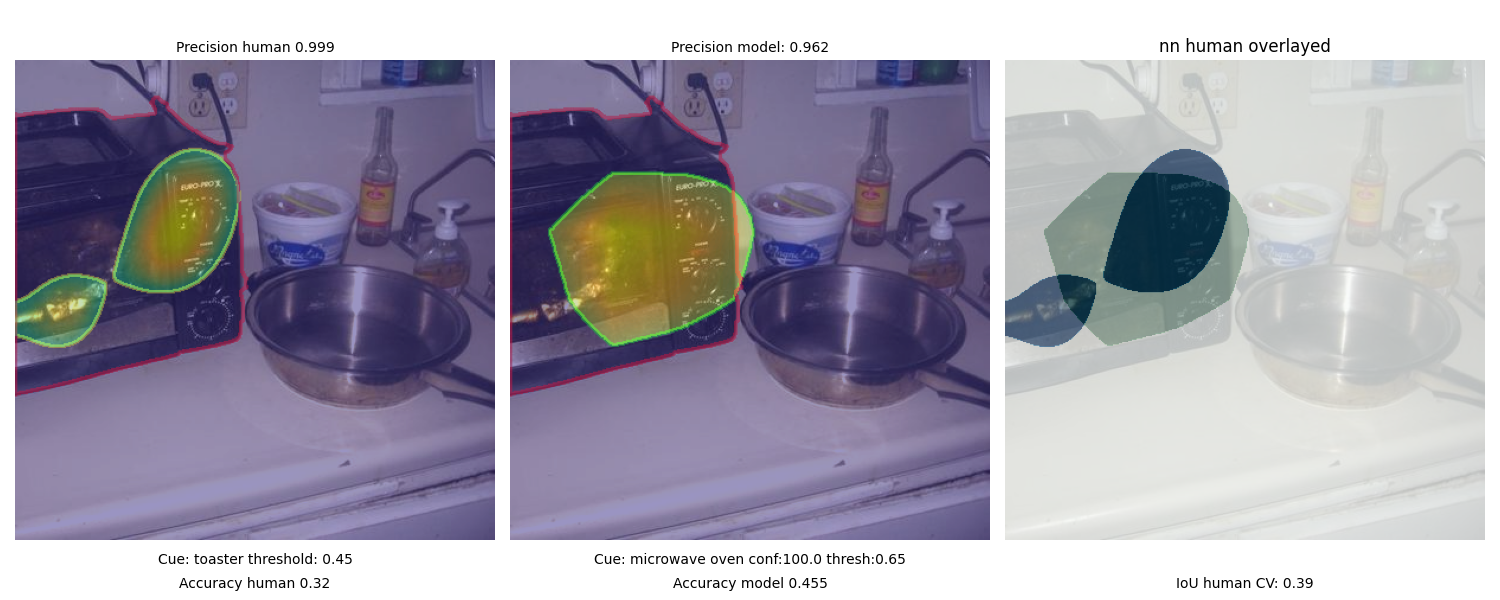 Precision human 0.999
Precision model: 0.962
nn human overlayed
EURO-PRO X
EURO-PRO X
Cue: toaster threshold: 0.45
Cue: microwave oven conf:100.0 thresh:0.65
Accuracy human 0.32
Accuracy model 0.455
IoU human CV: 0.39